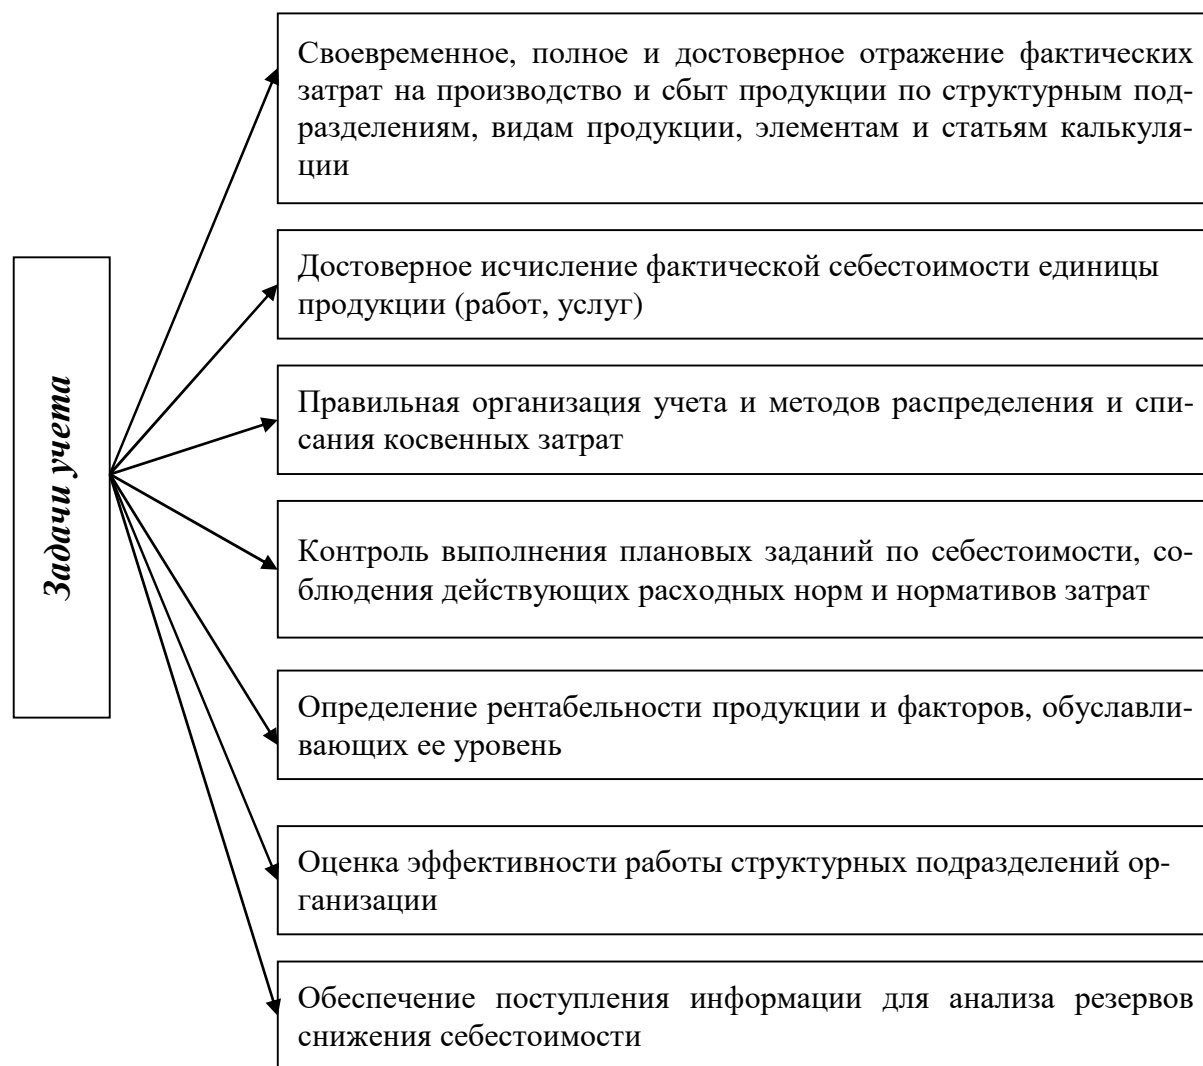 Своевременное, полное и достоверное отражение фактических
затрат на производство и сбыт продукции по структурным под-
разделениям, видам продукции, элементам и статьям калькуля-
ции
Достоверное исчисление фактической себестоимости единицы
продукции (работ, услуг)
Задачи учета
Правильная организация учета и методов распределения и спи-
сания косвенных затрат
Контроль выполнения плановых заданий по себестоимости, со-
блюдения действующих расходных норм и нормативов затрат
Определение рентабельности продукции и факторов, обуславли-
вающих ее уровень
Оценка эффективности работы структурных подразделений ор-
ганизации
Обеспечение поступления информации для анализа резервов
снижения себестоимости